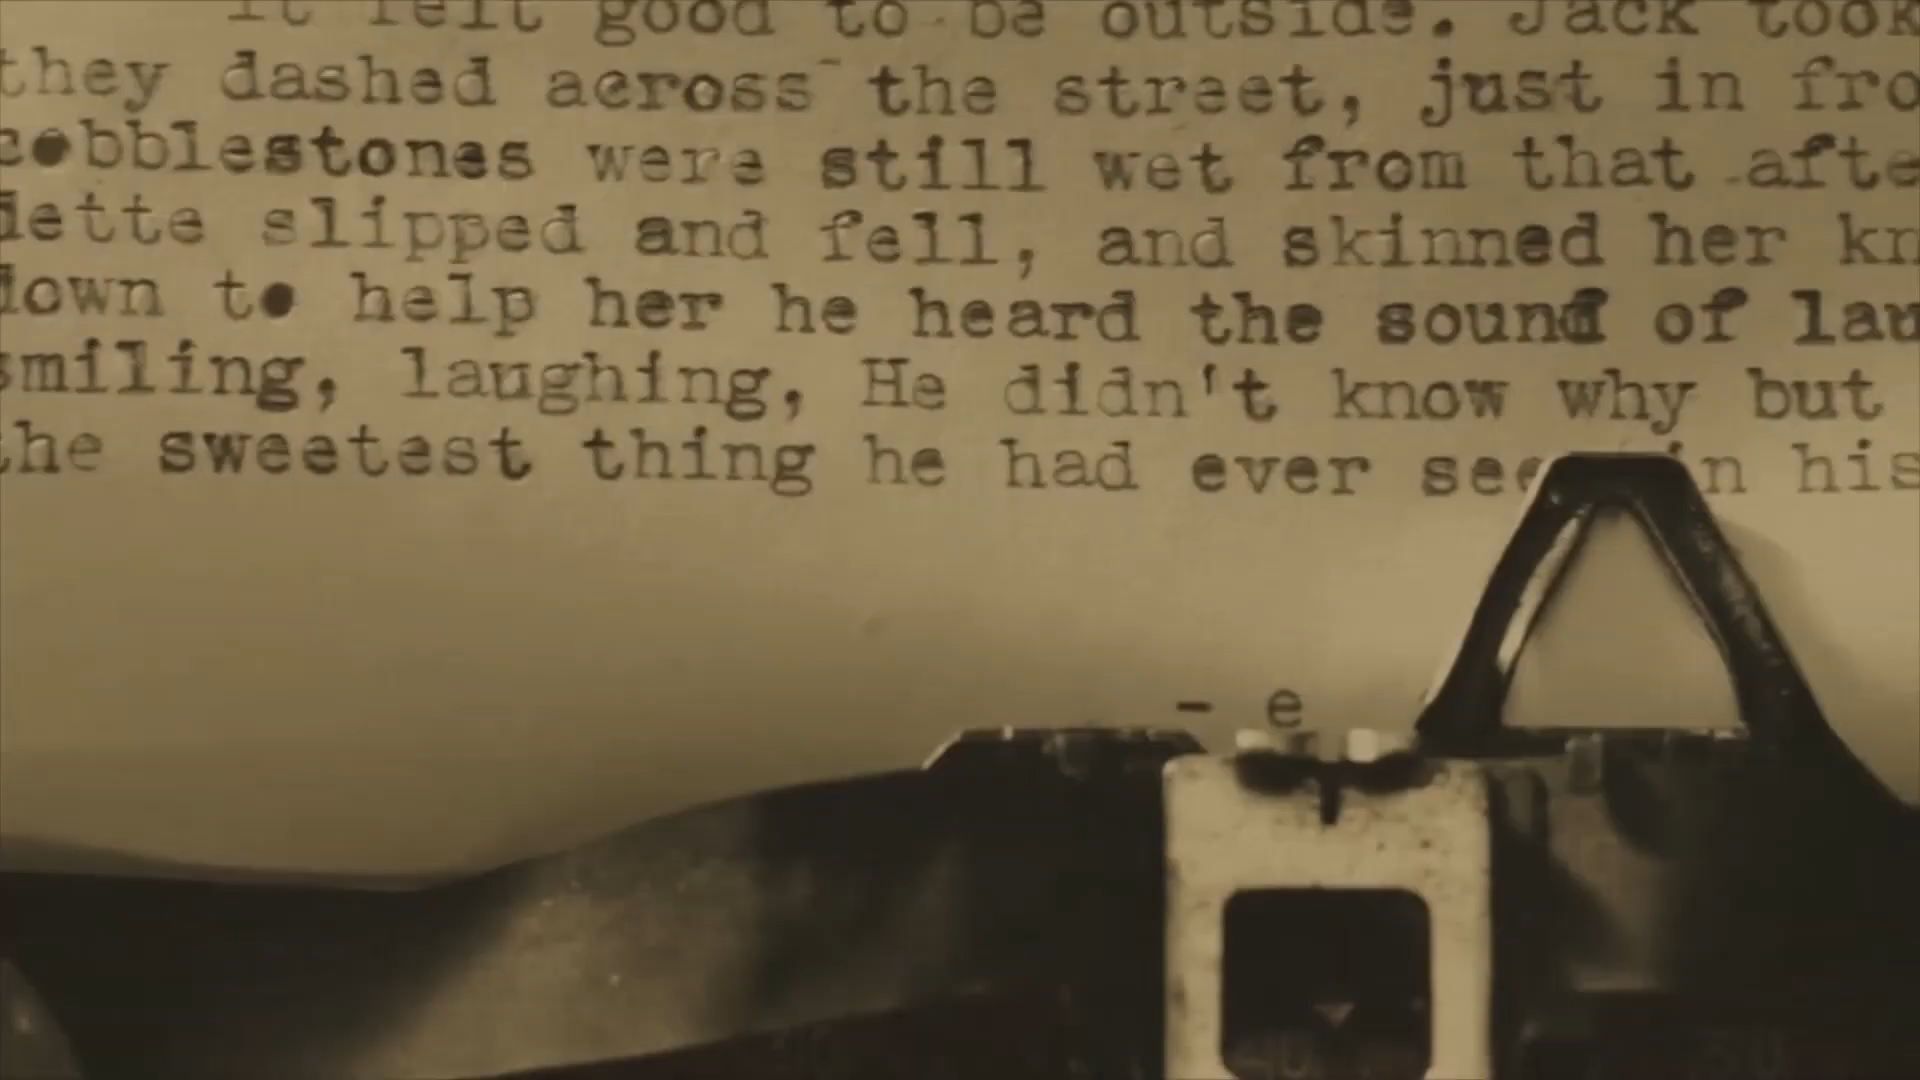 It felt good to be outside. Jack took
they dashed across the street, just in fro
cobblestones were still wet from that afte
dette slipped and fell, and skinned her kn
down to help her he heard the sound of lau
smiling, laughing, He didn't know why but
the sweetest thing he had ever see in his
- e